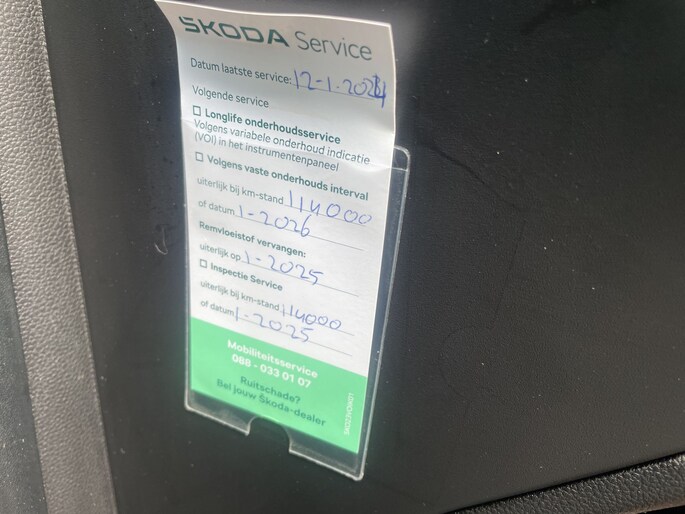 ŠKODA Service
Datum laatste service: 12-1-2024
Volgende service
Longlife onderhoudsservice
Volgens variabele onderhoud indicatie
(VOI) in het instrumentenpaneel
Volgens vaste onderhouds interval
uiterlijk bij km-stand 114000
of datum 1-2026
Remvloeistof vervangen:
uiterlijk op 1-2025
Inspectie Service
uiterlijk bij km-stand 114000
of datum 1-2025
Mobiliteitsservice
088 - 033 01 07
Ruitschade?
Bel jouw Škoda-dealer